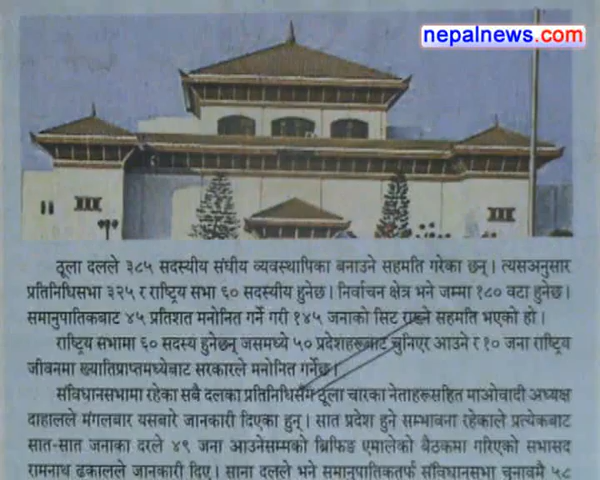 nepalnews.com
ठूला दलले ३८५ सदस्यीय संघीय व्यवस्थापिका बनाउने सहमति गरेका छन् । त्यसअनुसार
प्रतिनिधिसभा ३२५ र राष्ट्रिय सभा ६० सदस्यीय हुनेछ । निर्वाचन क्षेत्र भने जम्मा १८० वटा हुनेछ ।
समानुपातिकबाट ४५ प्रतिशत मनोनित गर्ने गरी १४५ जनाको सिट राख्ने सहमति भएको हो ।
राष्ट्रिय सभामा ६० सदस्य हुनेछन् जसमध्ये ५० प्रदेशहरूबाट चुनिएर आउने र १० जना राष्ट्रिय
जीवनमा ख्यातिप्राप्तमध्येबाट सरकारले मनोनित गर्नेछ ।
संविधानसभामा रहेका सबै दलका प्रतिनिधिसँग ठूला चारका नेताहरूसहित माओवादी अध्यक्ष
दाहालले मंगलबार यसबारे जानकारी दिएका हुन् । सात प्रदेश हुने सम्भावना रहेकाले प्रत्येकबाट
सात-सात जनाका दरले ४९ जना आउनेसम्मको ब्रिफिङ एमालेको बैठकमा गरिएको सभासद
रामनाथ ढकालले जानकारी दिए । साना दलले भने समानुपातिकतर्फ संविधानसभा चुनावमै ५८